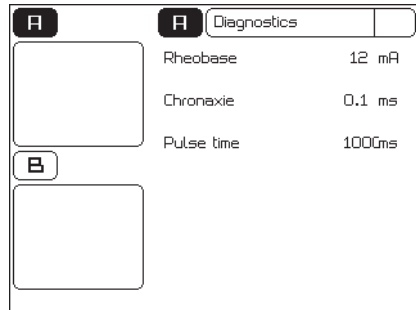 A
A Diagnostics
Rheobase 12 mA
Chronaxie 0.1 ms
Pulse time 1000ms
B